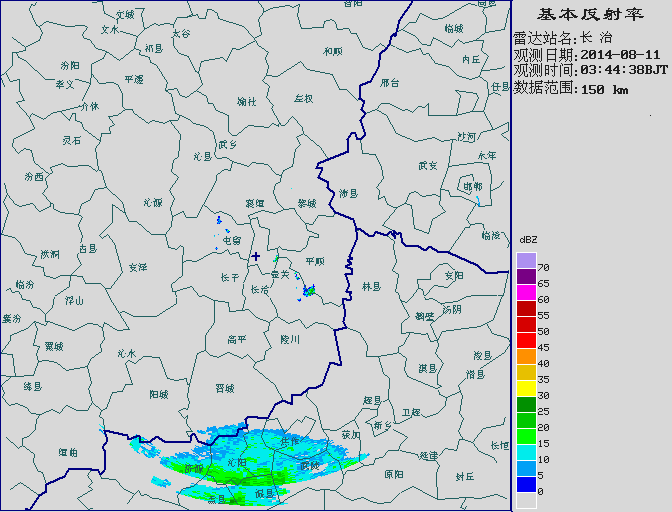 基本反射率
雷达站名:长 治
观测日期:2014-08-11
观测时间:03:44:38BJT
数据范围:150 km
dBZ
70
65
60
55
50
45
40
35
30
25
20
15
10
5
0
文城
文水
太谷
祁县
汾阳
孝义
平遥
介休
和顺
榆社
左权
临城
内丘
邢台
任县
灵石
沁县
武乡
沙河
永年
武安
邯郸
汾西
沁源
襄垣
黎城
涉县
屯留
临漳
洪洞
古县
安泽
长子
壶关
平顺
长治
林县
安阳
汤阴
鹤壁
临汾
浮山
襄汾
翼城
沁水
高平
陵川
淇县
浚县
滑县
绛县
阳城
晋城
辉县
卫辉
新乡
获加
垣曲
济源
沁阳
武陟
延津
长垣
原阳
封丘
孟县
温县